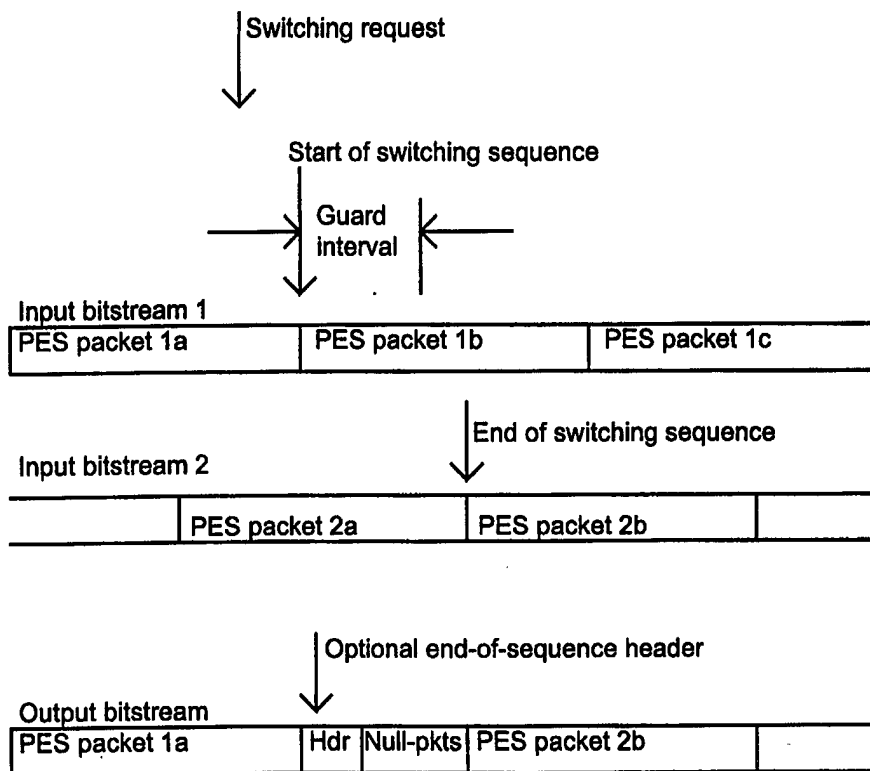 Switching request
Start of switching sequence
Guard
interval
Input bitstream 1
PES packet 1a
PES packet 1b
PES packet 1c
End of switching sequence
Input bitstream 2
PES packet 2a
PES packet 2b
Optional end-of-sequence header
Output bitstream
PES packet 1a
Hdr
Null-pkts
PES packet 2b